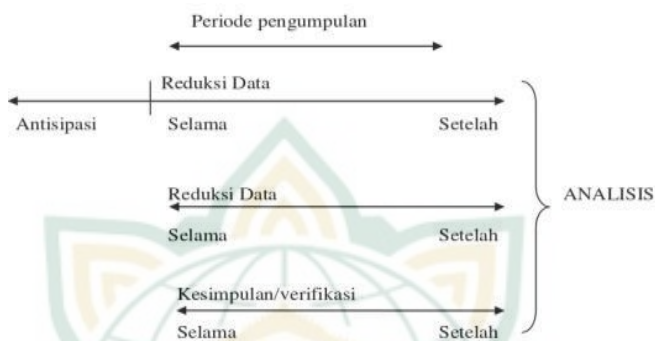 Periode pengumpulan
Reduksi Data
Antisipasi Selama Setelah
Reduksi Data
ANALISIS
Selama Setelah
Kesimpulan/verifikasi
Selama Setelah